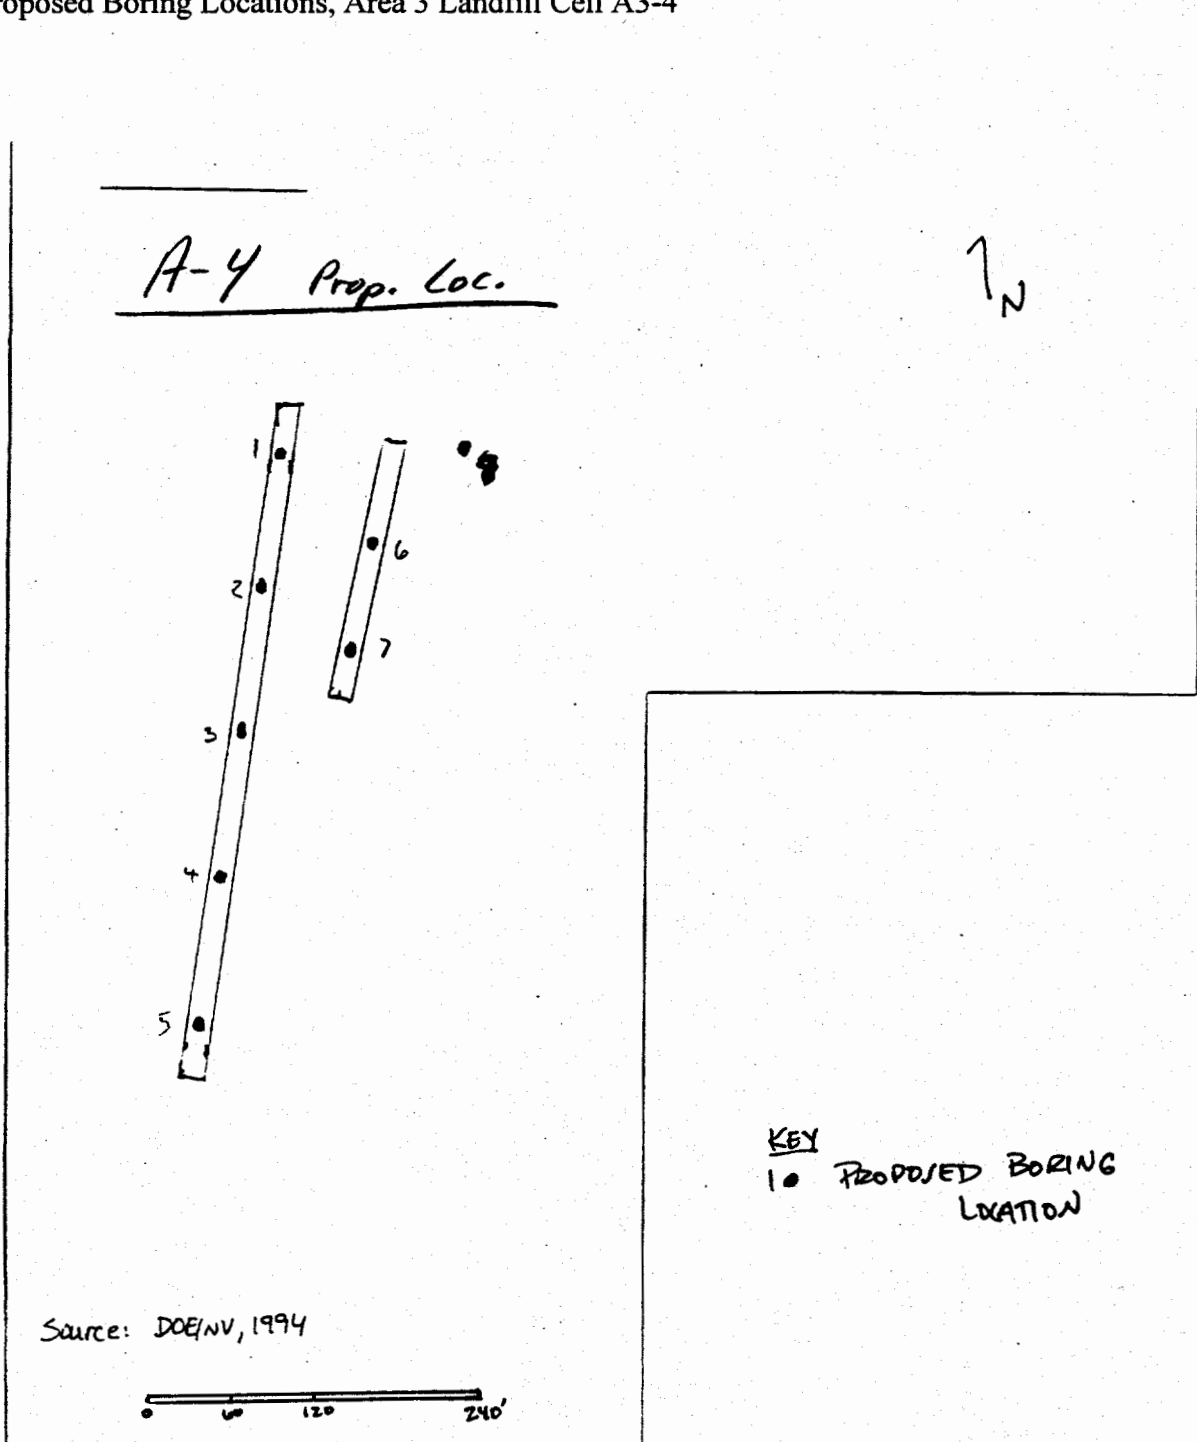 roposed Boring Locations, Area 3 Landfill Cell A3-4
A-4 Prop. Loc.
N
1
6
2
7
3
4
5
KEY
1● PROPOSED BORING
LOCATION
Source: DOE/NV, 1994
0 60 120 240'